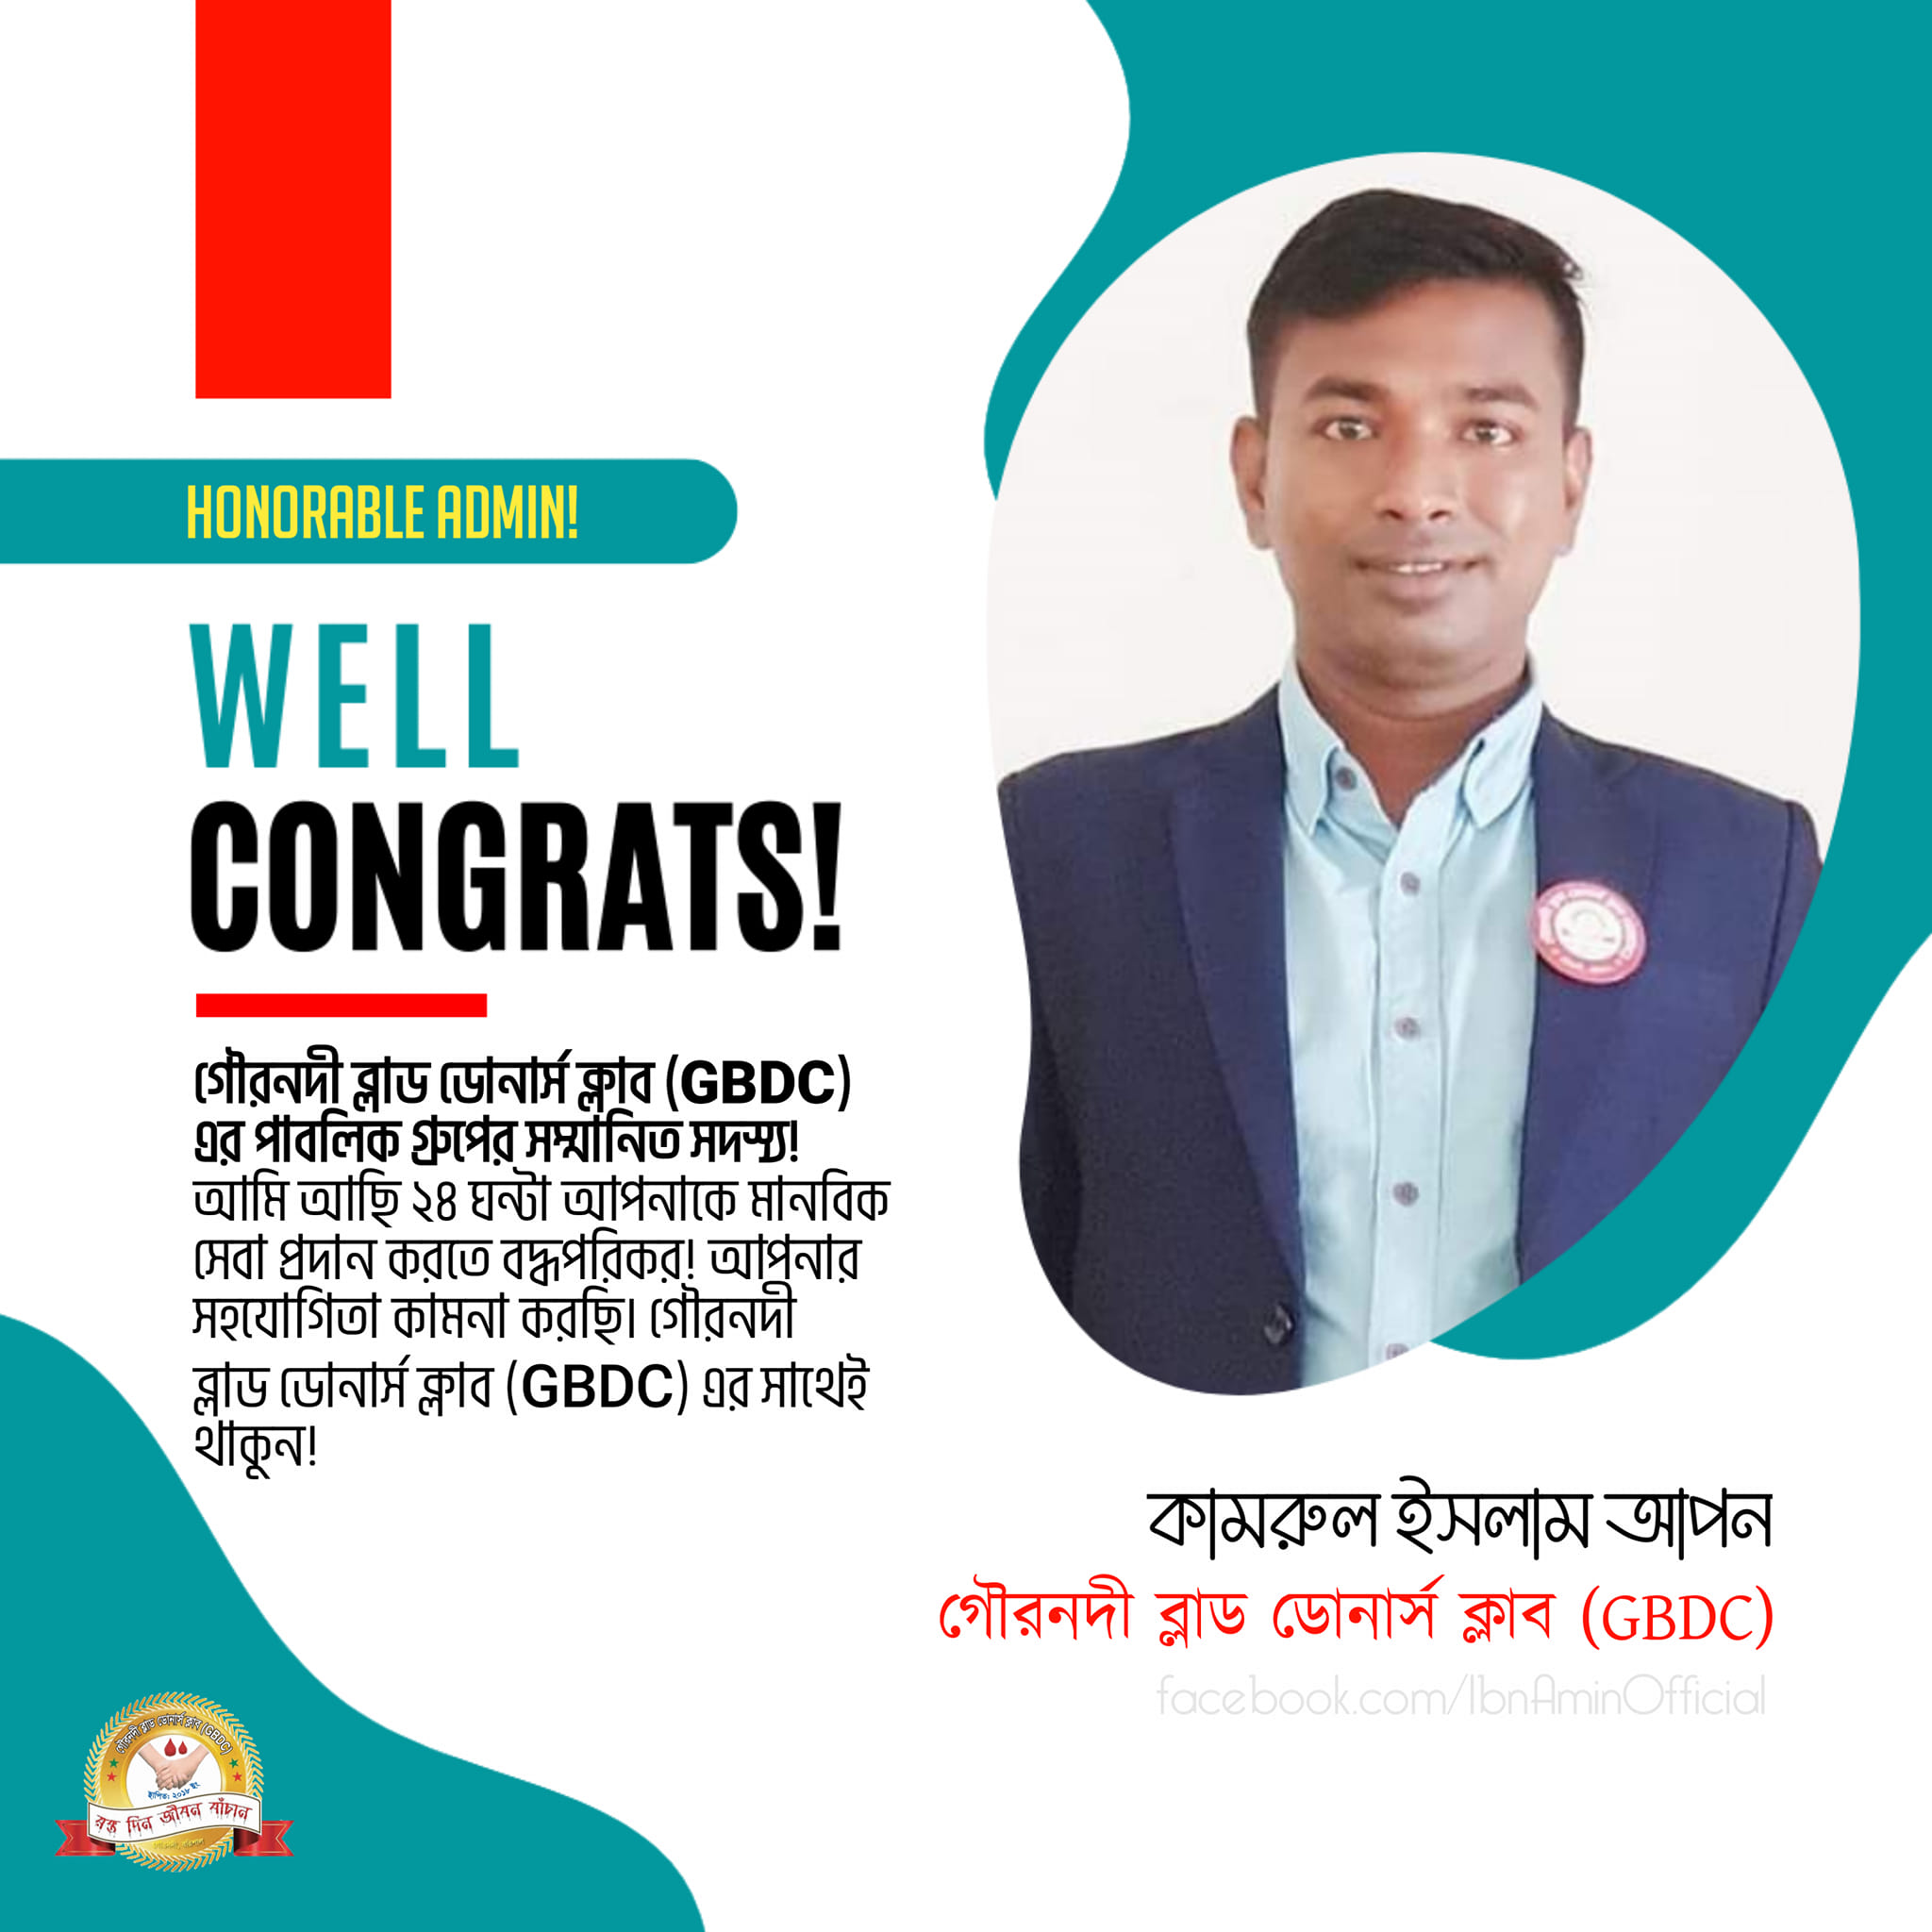 HONORABLE ADMIN!
WELL
CONGRATS!
গৌরনদী ব্লাড ডোনার্স ক্লাব (GBDC)
এর পাবলিক গ্রুপের সম্মানিত সদস্য!
আমি আছি ২৪ ঘন্টা আপনাকে মানবিক
সেবা প্রদান করতে বদ্ধপরিকর! আপনার
সহযোগিতা কামনা করছি। গৌরনদী
ব্লাড ডোনার্স ক্লাব (GBDC) এর সাথেই
থাকুন!
কামরুল ইসলাম আপন
গৌরনদী ব্লাড ডোনার্স ক্লাব (GBDC)
facebook.com/IbnAminOfficial
গৌরনদী ব্লাড ডোনার্স ক্লাব (GBDC)
স্থাপিত: ২০১৮ ইং
রক্ত দিন জীবন বাঁচান